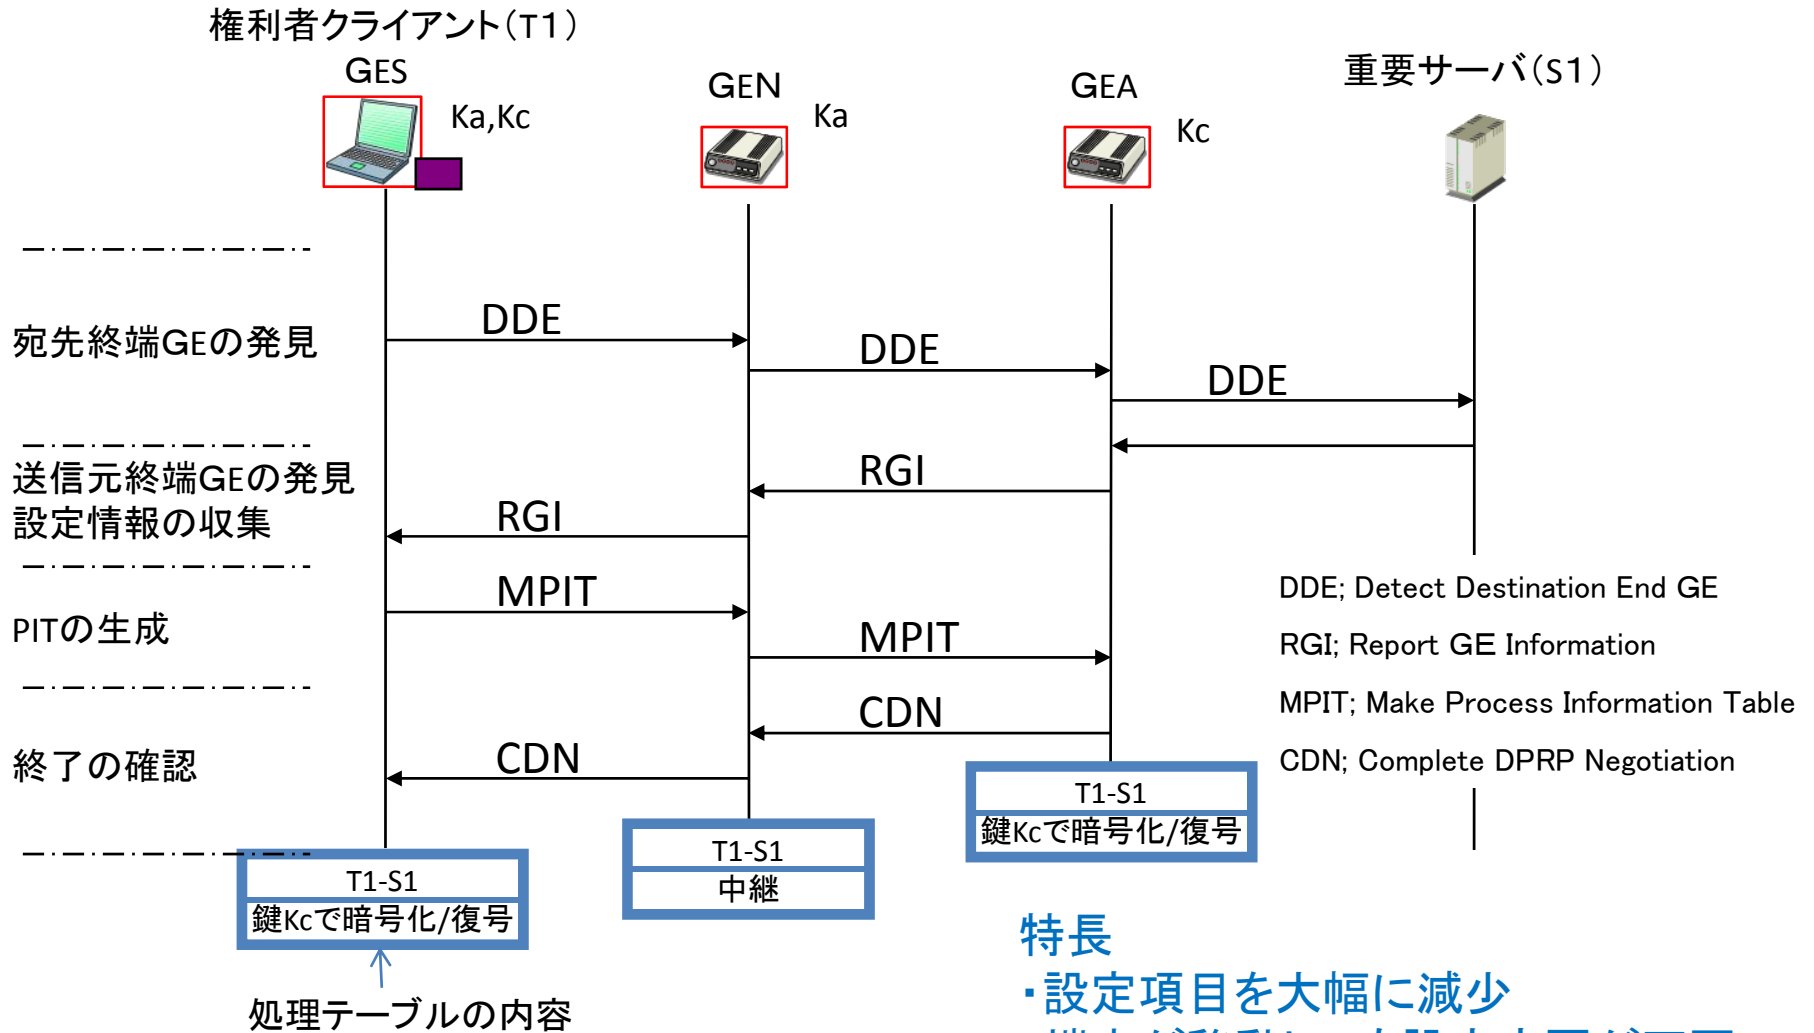 権利者クライアント（T1）
GES
Ka,Kc
GEN
Ka
GEA
Kc
重要サーバ（S1）
宛先終端GEの発見
DDE
DDE
DDE
送信元終端GEの発見
設定情報の収集
RGI
RGI
PITの生成
MPIT
MPIT
終了の確認
CDN
CDN
DDE; Detect Destination End GE
RGI; Report GE Information
MPIT; Make Process Information Table
CDN; Complete DPRP Negotiation
T1-S1
鍵Kcで暗号化/復号
T1-S1
中継
T1-S1
鍵Kcで暗号化/復号
処理テーブルの内容
特長
・設定項目を大幅に減少